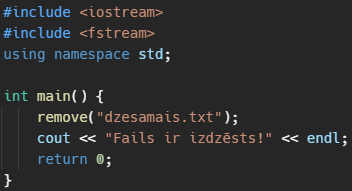 #include <iostream>
#include <fstream>
using namespace std;
int main() {
remove("dzesamais.txt");
cout << "Fails ir izdzēsts!" << endl;
return 0;
}